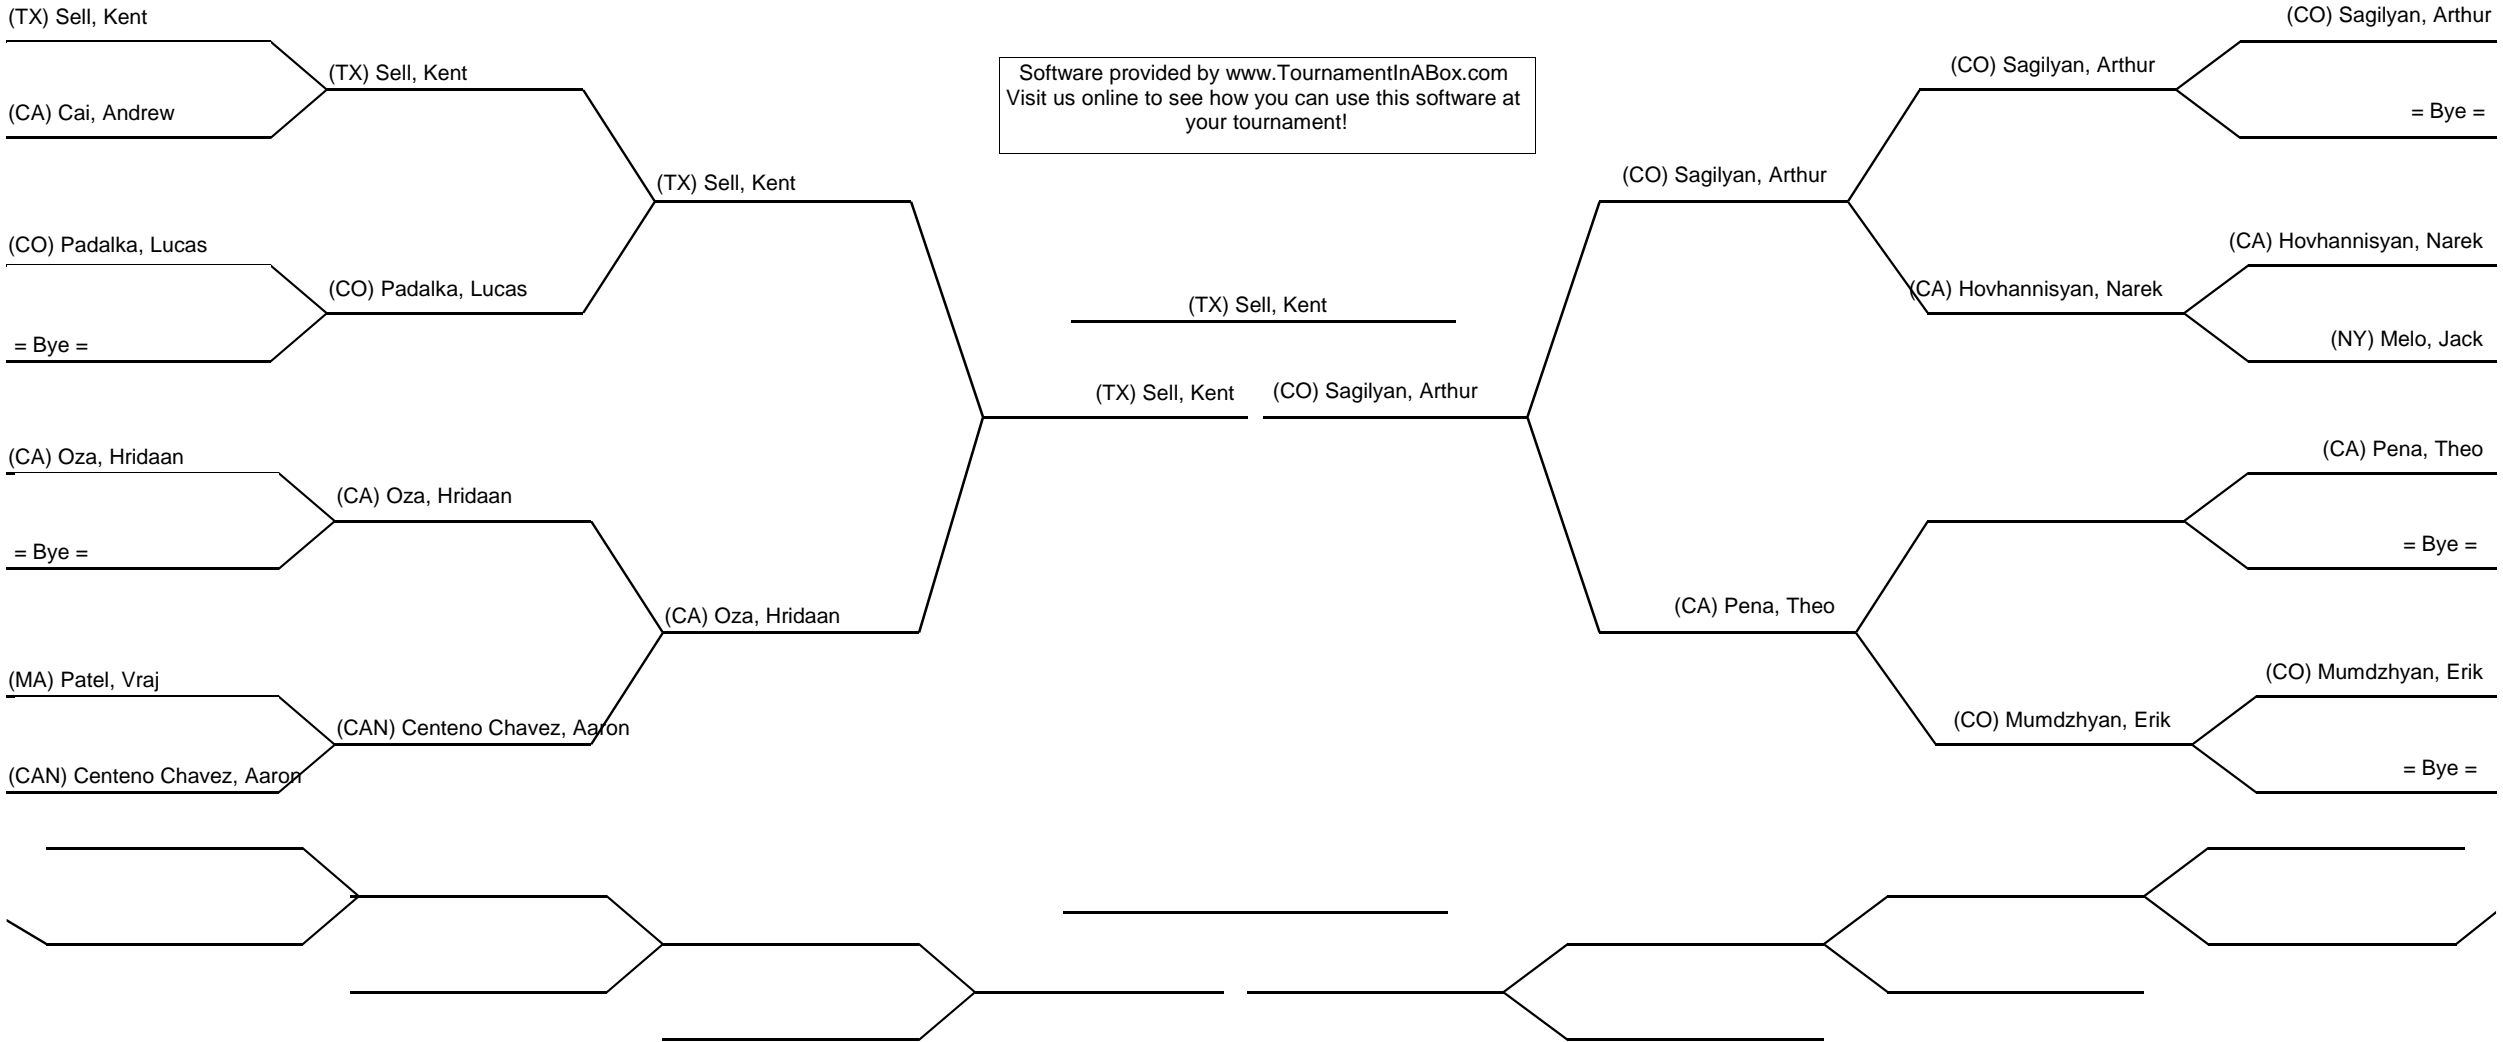 (TX) Sell, Kent
(CA) Cai, Andrew
(CO) Padalka, Lucas
= Bye =
(CA) Oza, Hridaan
= Bye =
(MA) Patel, Vraj
(CAN) Centeno Chavez, Aaron
(TX) Sell, Kent
(CO) Padalka, Lucas
(CA) Oza, Hridaan
(CAN) Centeno Chavez, Aaron
(TX) Sell, Kent
(CA) Oza, Hridaan
Software provided by www.TournamentInABox.com
Visit us online to see how you can use this software at
your tournament!
(TX) Sell, Kent
(TX) Sell, Kent
(CO) Sagilyan, Arthur
(CO) Sagilyan, Arthur
(CA) Pena, Theo
(CO) Sagilyan, Arthur
(CA) Hovhannisyan, Narek
(CO) Mumdzhyan, Erik
(CO) Sagilyan, Arthur
= Bye =
(CA) Hovhannisyan, Narek
(NY) Melo, Jack
(CA) Pena, Theo
= Bye =
(CO) Mumdzhyan, Erik
= Bye =